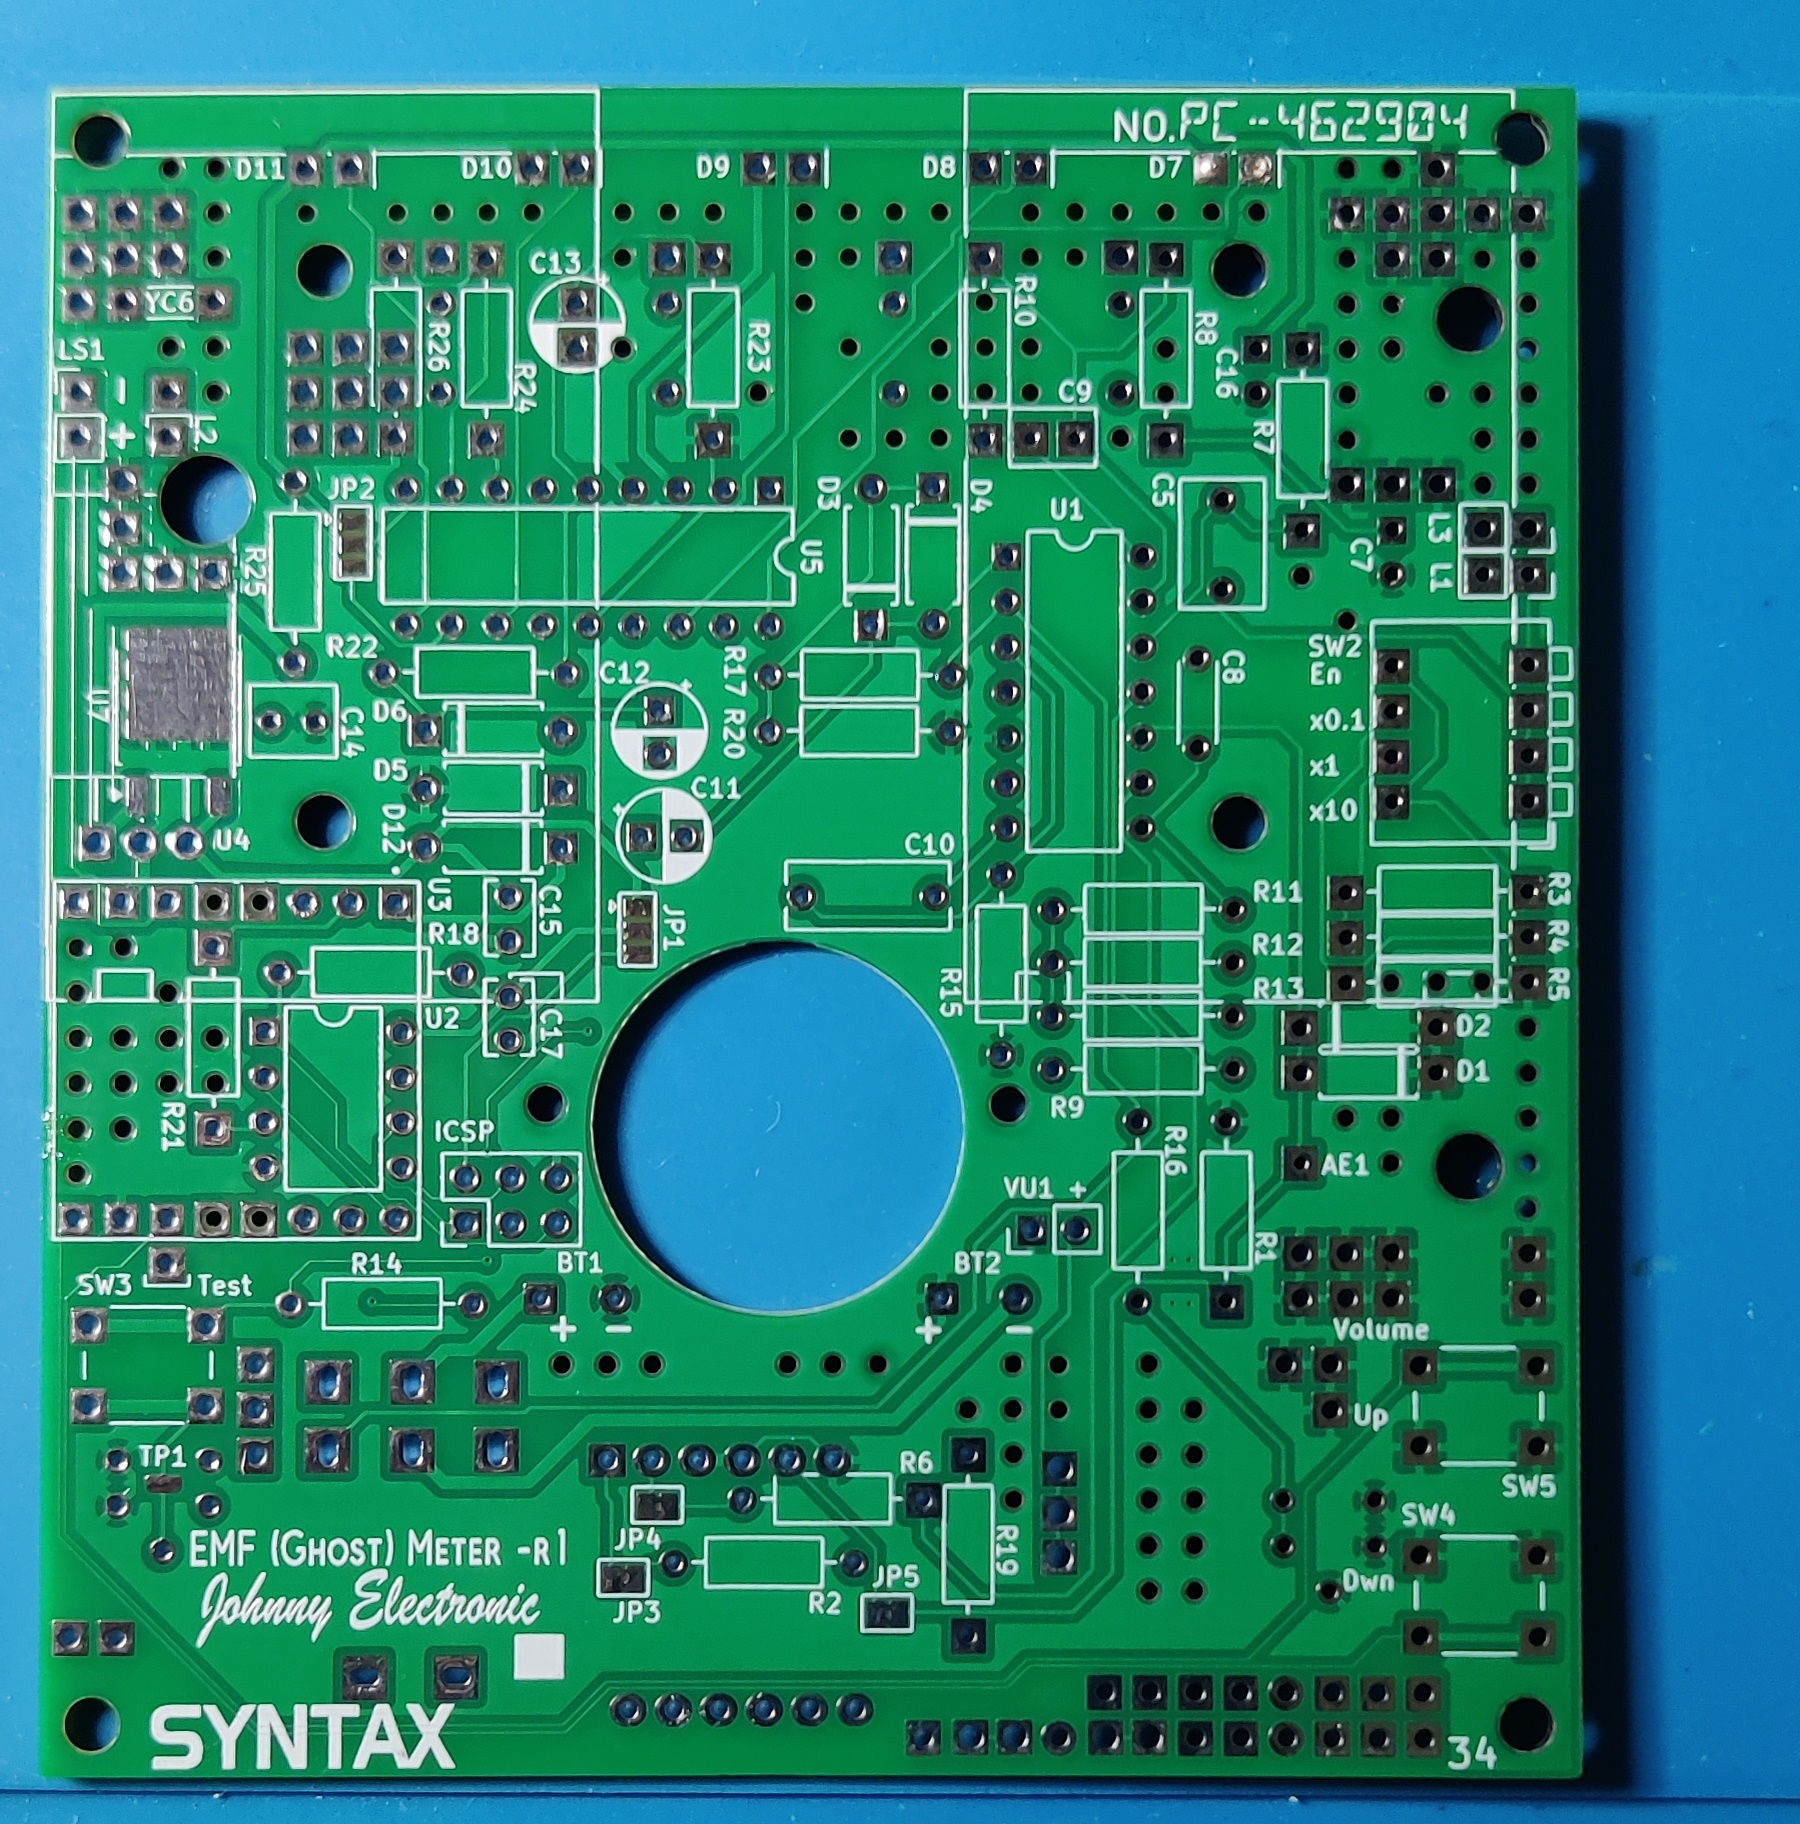 NO.PC-462904
D11
D10
D9
D8
D7
YC6
LS1
-
+
L2
R26
R24
C13
R23
R10
R8
C16
C9
R7
JP2
R25
U5
D3
D4
U1
C5
L3
L1
C7
R22
C12
R17
R20
C8
SW2
En
x0.1
x1
x10
C14
D6
D5
D12
C11
U4
U3
C15
R18
JP1
C10
R15
R11
R12
R13
R3
R4
R5
U2
C17
D2
D1
R9
R21
ICSP
R16
AE1
VU1 +
R1
SW3
Test
R14
BT1
+ -
BT2
+ -
Volume
Up
SW5
TP1
R6
JP4
JP3
R2
JP5
R19
SW4
Dwn
EMF (GHOST) METER -R1
Johnny Electronic
SYNTAX
34